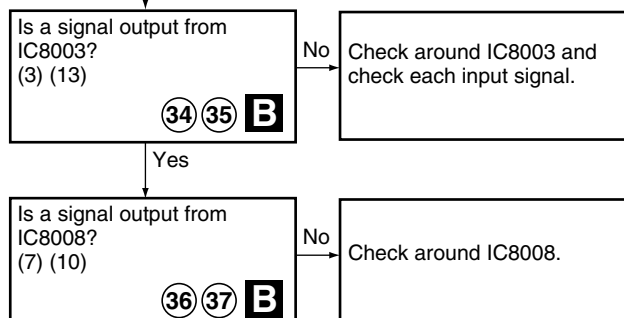 Is a signal output from
IC8003?
(3) (13)
34 35 B
No
Check around IC8003 and
check each input signal.
Yes
Is a signal output from
IC8008?
(7) (10)
36 37 B
No
Check around IC8008.